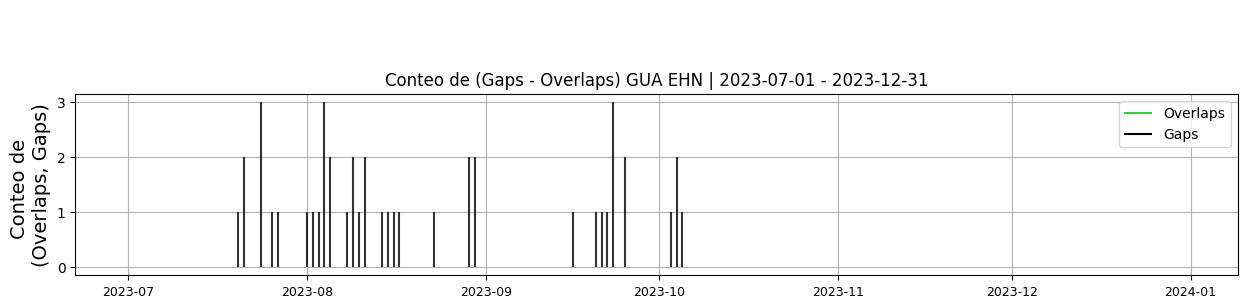 Conteo de (Gaps - Overlaps) GUA EHN | 2023-07-01 - 2023-12-31
Conteo de
(Overlaps, Gaps)
3
2
1
0
Overlaps
Gaps
2023-07
2023-08
2023-09
2023-10
2023-11
2023-12
2024-01